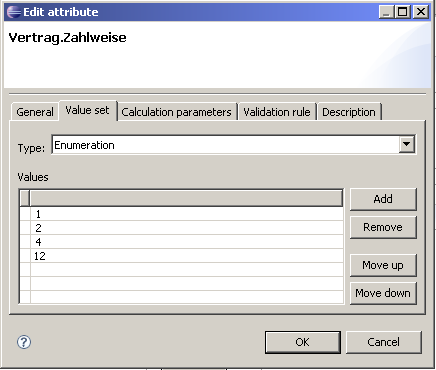 Edit attribute
Vertrag.Zahlweise
General Value set Calculation parameters Validation rule Description
Type: Enumeration
Values
Add
1
2
Remove
4
12
Move up
Move down
? OK Cancel